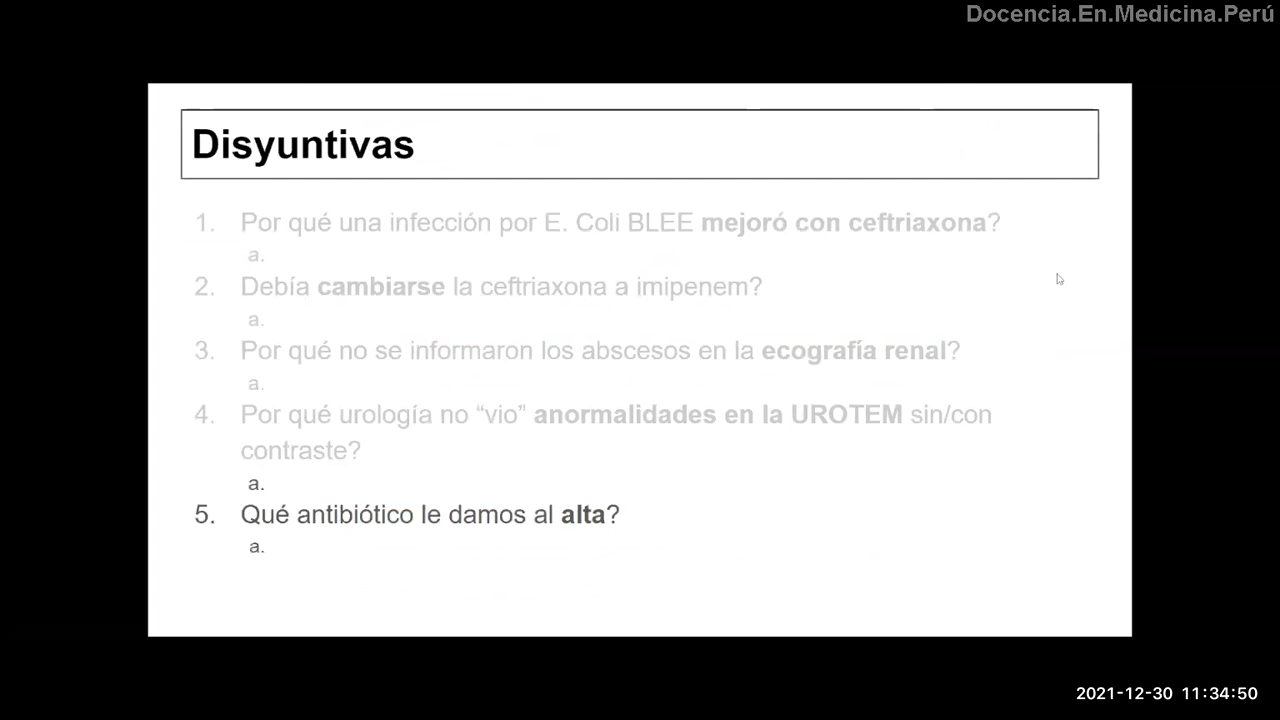 Docencia.En.Medicina.Perú
Disyuntivas
1. Por qué una infección por E. Coli BLEE mejoró con ceftriaxona?
a.
2. Debía cambiarse la ceftriaxona a imipenem?
a.
3. Por qué no se informaron los abscesos en la ecografía renal?
a.
4. Por qué urología no “vio” anormalidades en la UROTEM sin/con
contraste?
a.
5. Qué antibiótico le damos al alta?
a.
2021-12-30 11:34:50